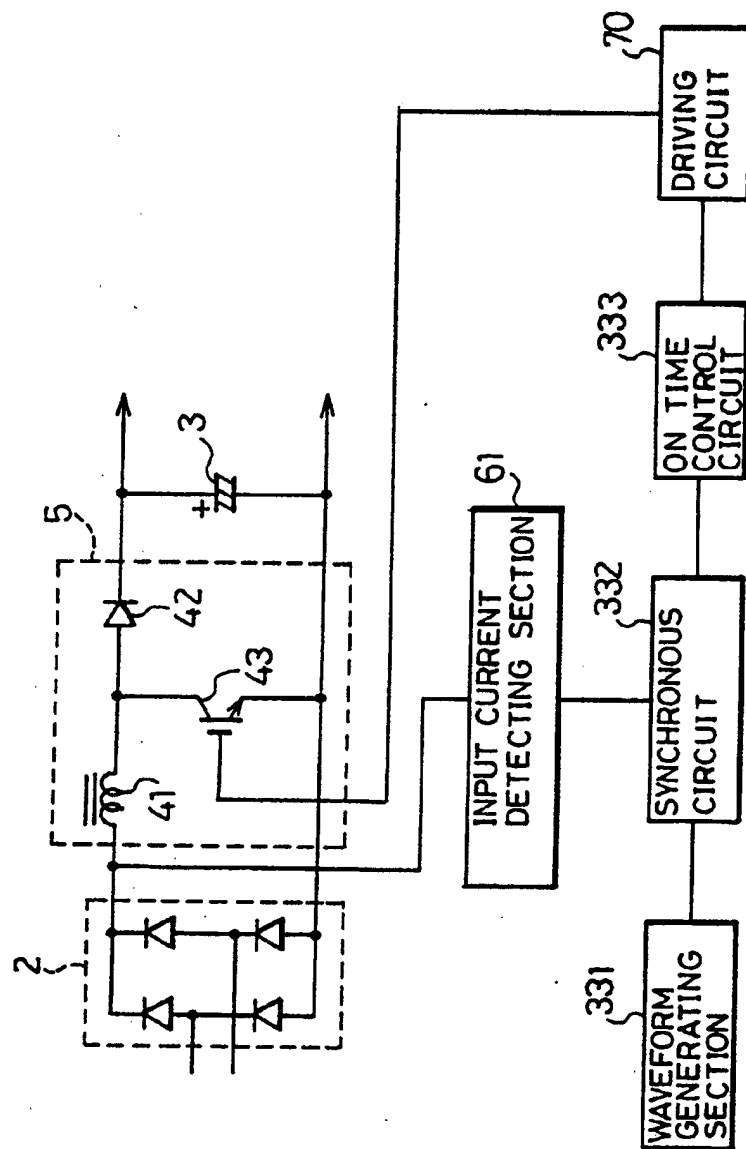 2
5
41
42
43
+
3
INPUT CURRENT
DETECTING SECTION
61
WAVEFORM
GENERATING
SECTION
331
SYNCHRONOUS
CIRCUIT
332
ON TIME
CONTROL
CIRCUIT
333
DRIVING
CIRCUIT
70